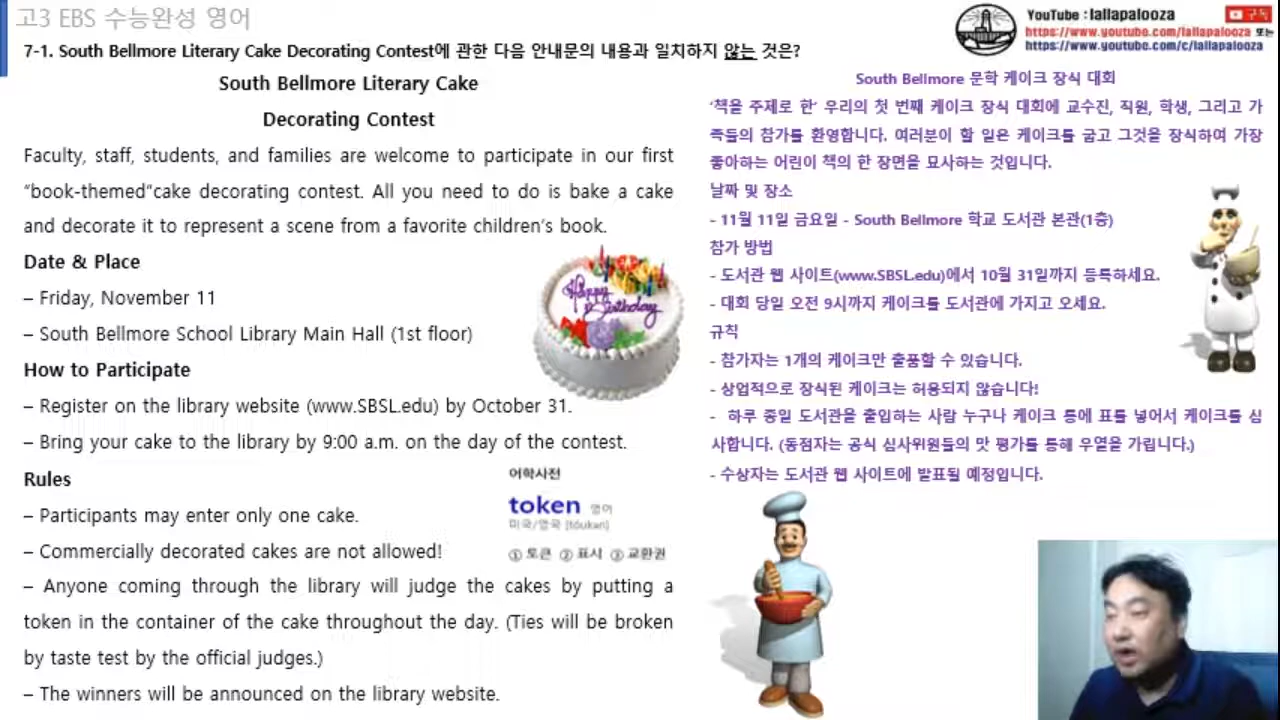 고3 EBS 수능완성 영어
YouTube : lallapalooza
구독
https://www.youtube.com/lallapalooza 또는
https://www.youtube.com/c/lallapalooza
7-1. South Bellmore Literary Cake Decorating Contest에 관한 다음 안내문의 내용과 일치하지 않는 것은?
South Bellmore Literary Cake
Decorating Contest
Faculty, staff, students, and families are welcome to participate in our first
“book-themed“cake decorating contest. All you need to do is bake a cake
and decorate it to represent a scene from a favorite children’s book.
Date & Place
– Friday, November 11
– South Bellmore School Library Main Hall (1st floor)
How to Participate
– Register on the library website (www.SBSL.edu) by October 31.
– Bring your cake to the library by 9:00 a.m. on the day of the contest.
Rules
– Participants may enter only one cake.
– Commercially decorated cakes are not allowed!
– Anyone coming through the library will judge the cakes by putting a
token in the container of the cake throughout the day. (Ties will be broken
by taste test by the official judges.)
– The winners will be announced on the library website.
Happy
Birthday
어학사전
token 영어
미국/영국 [tóukən]
① 토큰 ② 표시 ③ 교환권
South Bellmore 문학 케이크 장식 대회
‘책을 주제로 한’ 우리의 첫 번째 케이크 장식 대회에 교수진, 직원, 학생, 그리고 가
족들의 참가를 환영합니다. 여러분이 할 일은 케이크를 굽고 그것을 장식하여 가장
좋아하는 어린이 책의 한 장면을 묘사하는 것입니다.
날짜 및 장소
- 11월 11일 금요일 - South Bellmore 학교 도서관 본관(1층)
참가 방법
- 도서관 웹 사이트(www.SBSL.edu)에서 10월 31일까지 등록하세요.
- 대회 당일 오전 9시까지 케이크를 도서관에 가지고 오세요.
규칙
- 참가자는 1개의 케이크만 출품할 수 있습니다.
- 상업적으로 장식된 케이크는 허용되지 않습니다!
- 하루 종일 도서관을 출입하는 사람 누구나 케이크 통에 표를 넣어서 케이크를 심
사합니다. (동점자는 공식 심사위원들의 맛 평가를 통해 우열을 가립니다.)
- 수상자는 도서관 웹 사이트에 발표될 예정입니다.